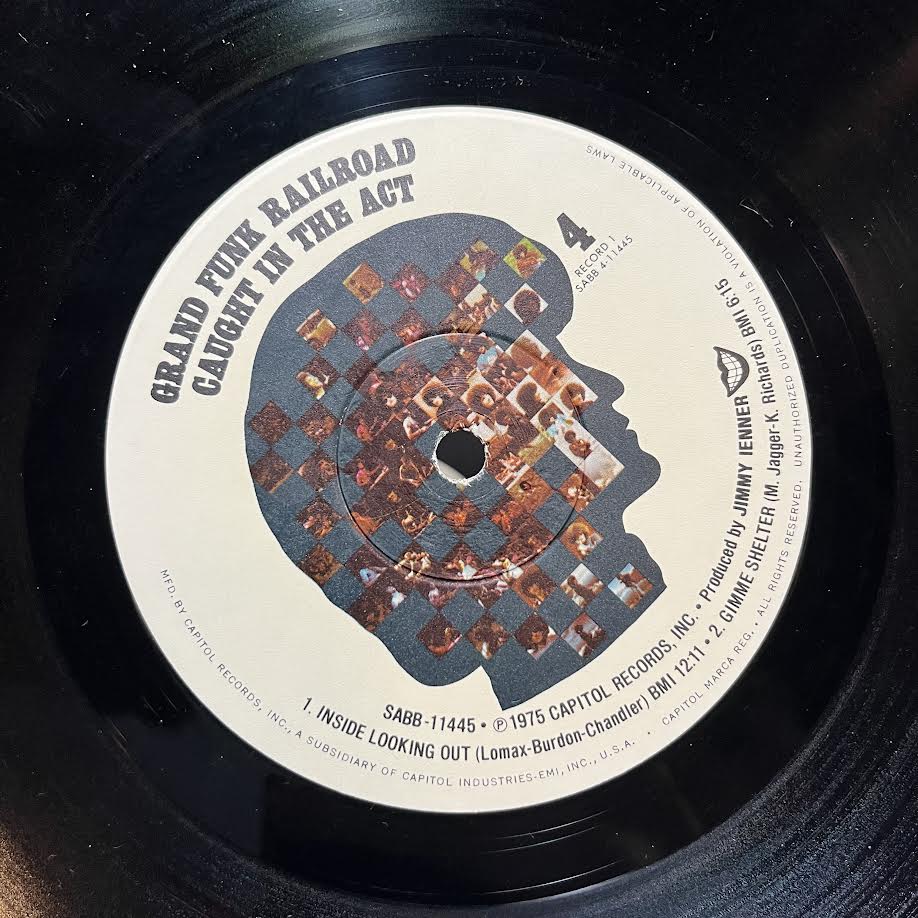 GRAND FUNK RAILROAD
CAUGHT IN THE ACT
4
RECORD 1
SABB 4-11445
SABB-11445 • ℗1975 CAPITOL RECORDS, INC. • Produced by JIMMY IENNER
1. INSIDE LOOKING OUT (Lomax-Burdon-Chandler) BMI 12:11 • 2. GIMME SHELTER (M. Jagger-K. Richards) BMI 6:15
MFD. BY CAPITOL RECORDS, INC., A SUBSIDIARY OF CAPITOL INDUSTRIES-EMI, INC., U.S.A. • CAPITOL MARCA REG. • ALL RIGHTS RESERVED. UNAUTHORIZED DUPLICATION IS A VIOLATION OF APPLICABLE LAWS